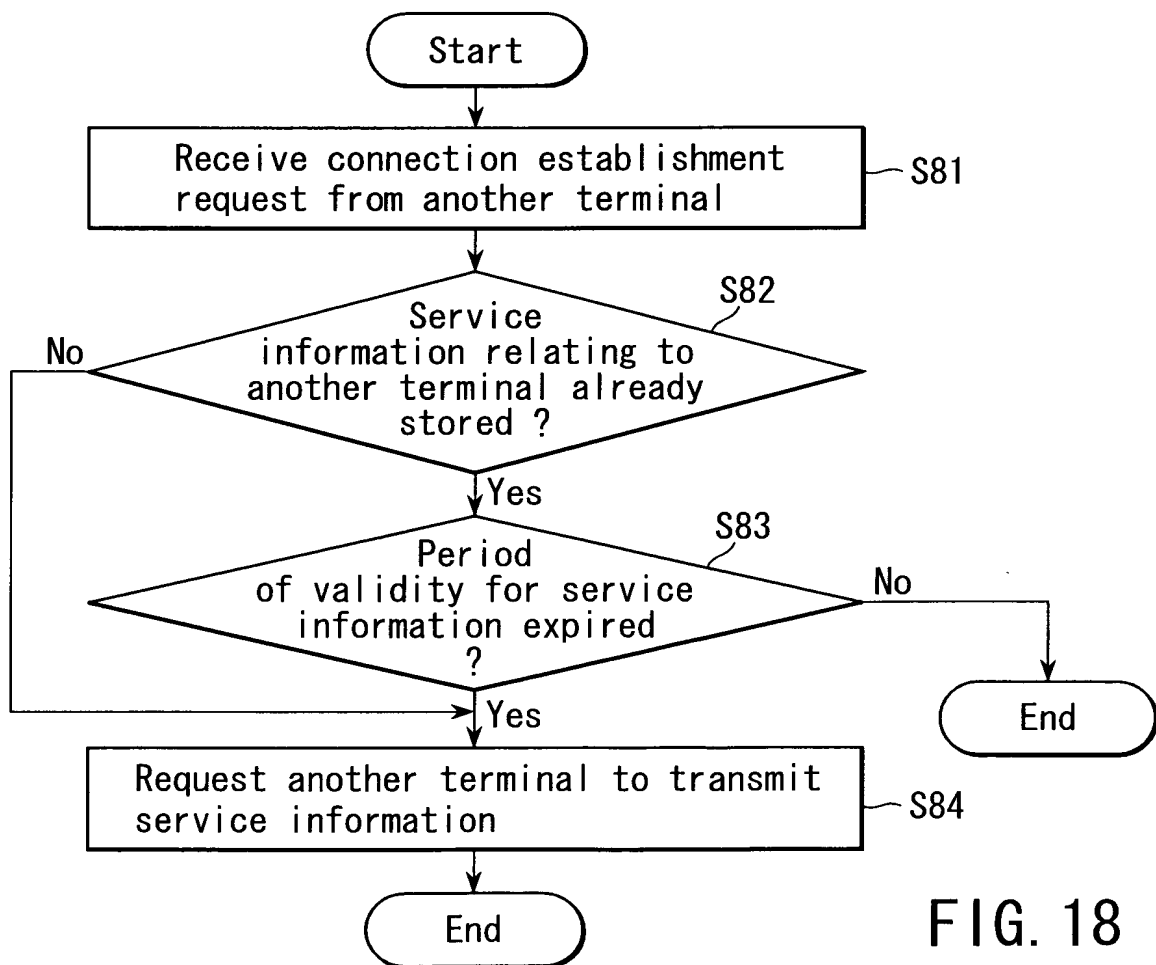 Start
Receive connection establishment
request from another terminal
S81
S82
Service
information relating to
another terminal already
stored ?
No
Yes
S83
Period
of validity for service
information expired
?
No
Yes
End
Request another terminal to transmit
service information
S84
End
FIG. 18